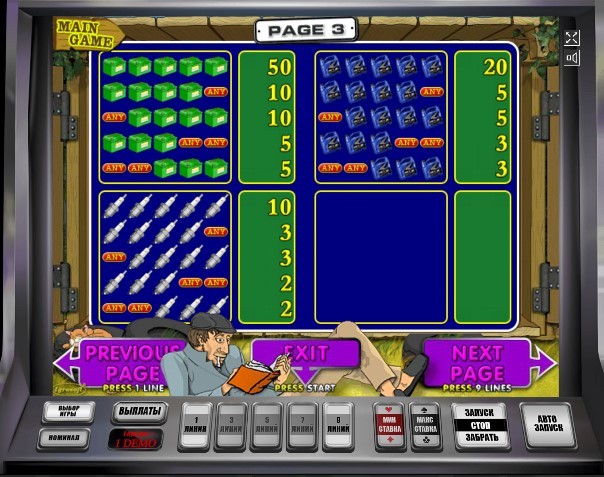 MAIN
GAME
PAGE 3
50
ANY 10
ANY 10
ANY ANY 5
ANY ANY 5
20
ANY 5
ANY 5
ANY ANY 3
ANY ANY 3
10
ANY 3
ANY 3
ANY ANY 2
ANY ANY 2
PREVIOUS
PAGE
PRESS 1 LINE
EXIT
PRESS START
NEXT
PAGE
PRESS 9 LINES
ВЫБОР
ИГРЫ
НОМИНАЛ
ВЫПЛАТЫ
1 DEMO
1
ЛИНИЯ
3
ЛИНИИ
5
ЛИНИЙ
7
ЛИНИЙ
9
ЛИНИЙ
МИН
СТАВКА
МАКС
СТАВКА
ЗАПУСК
СТОП
ЗАБРАТЬ
АВТО
ЗАПУСК